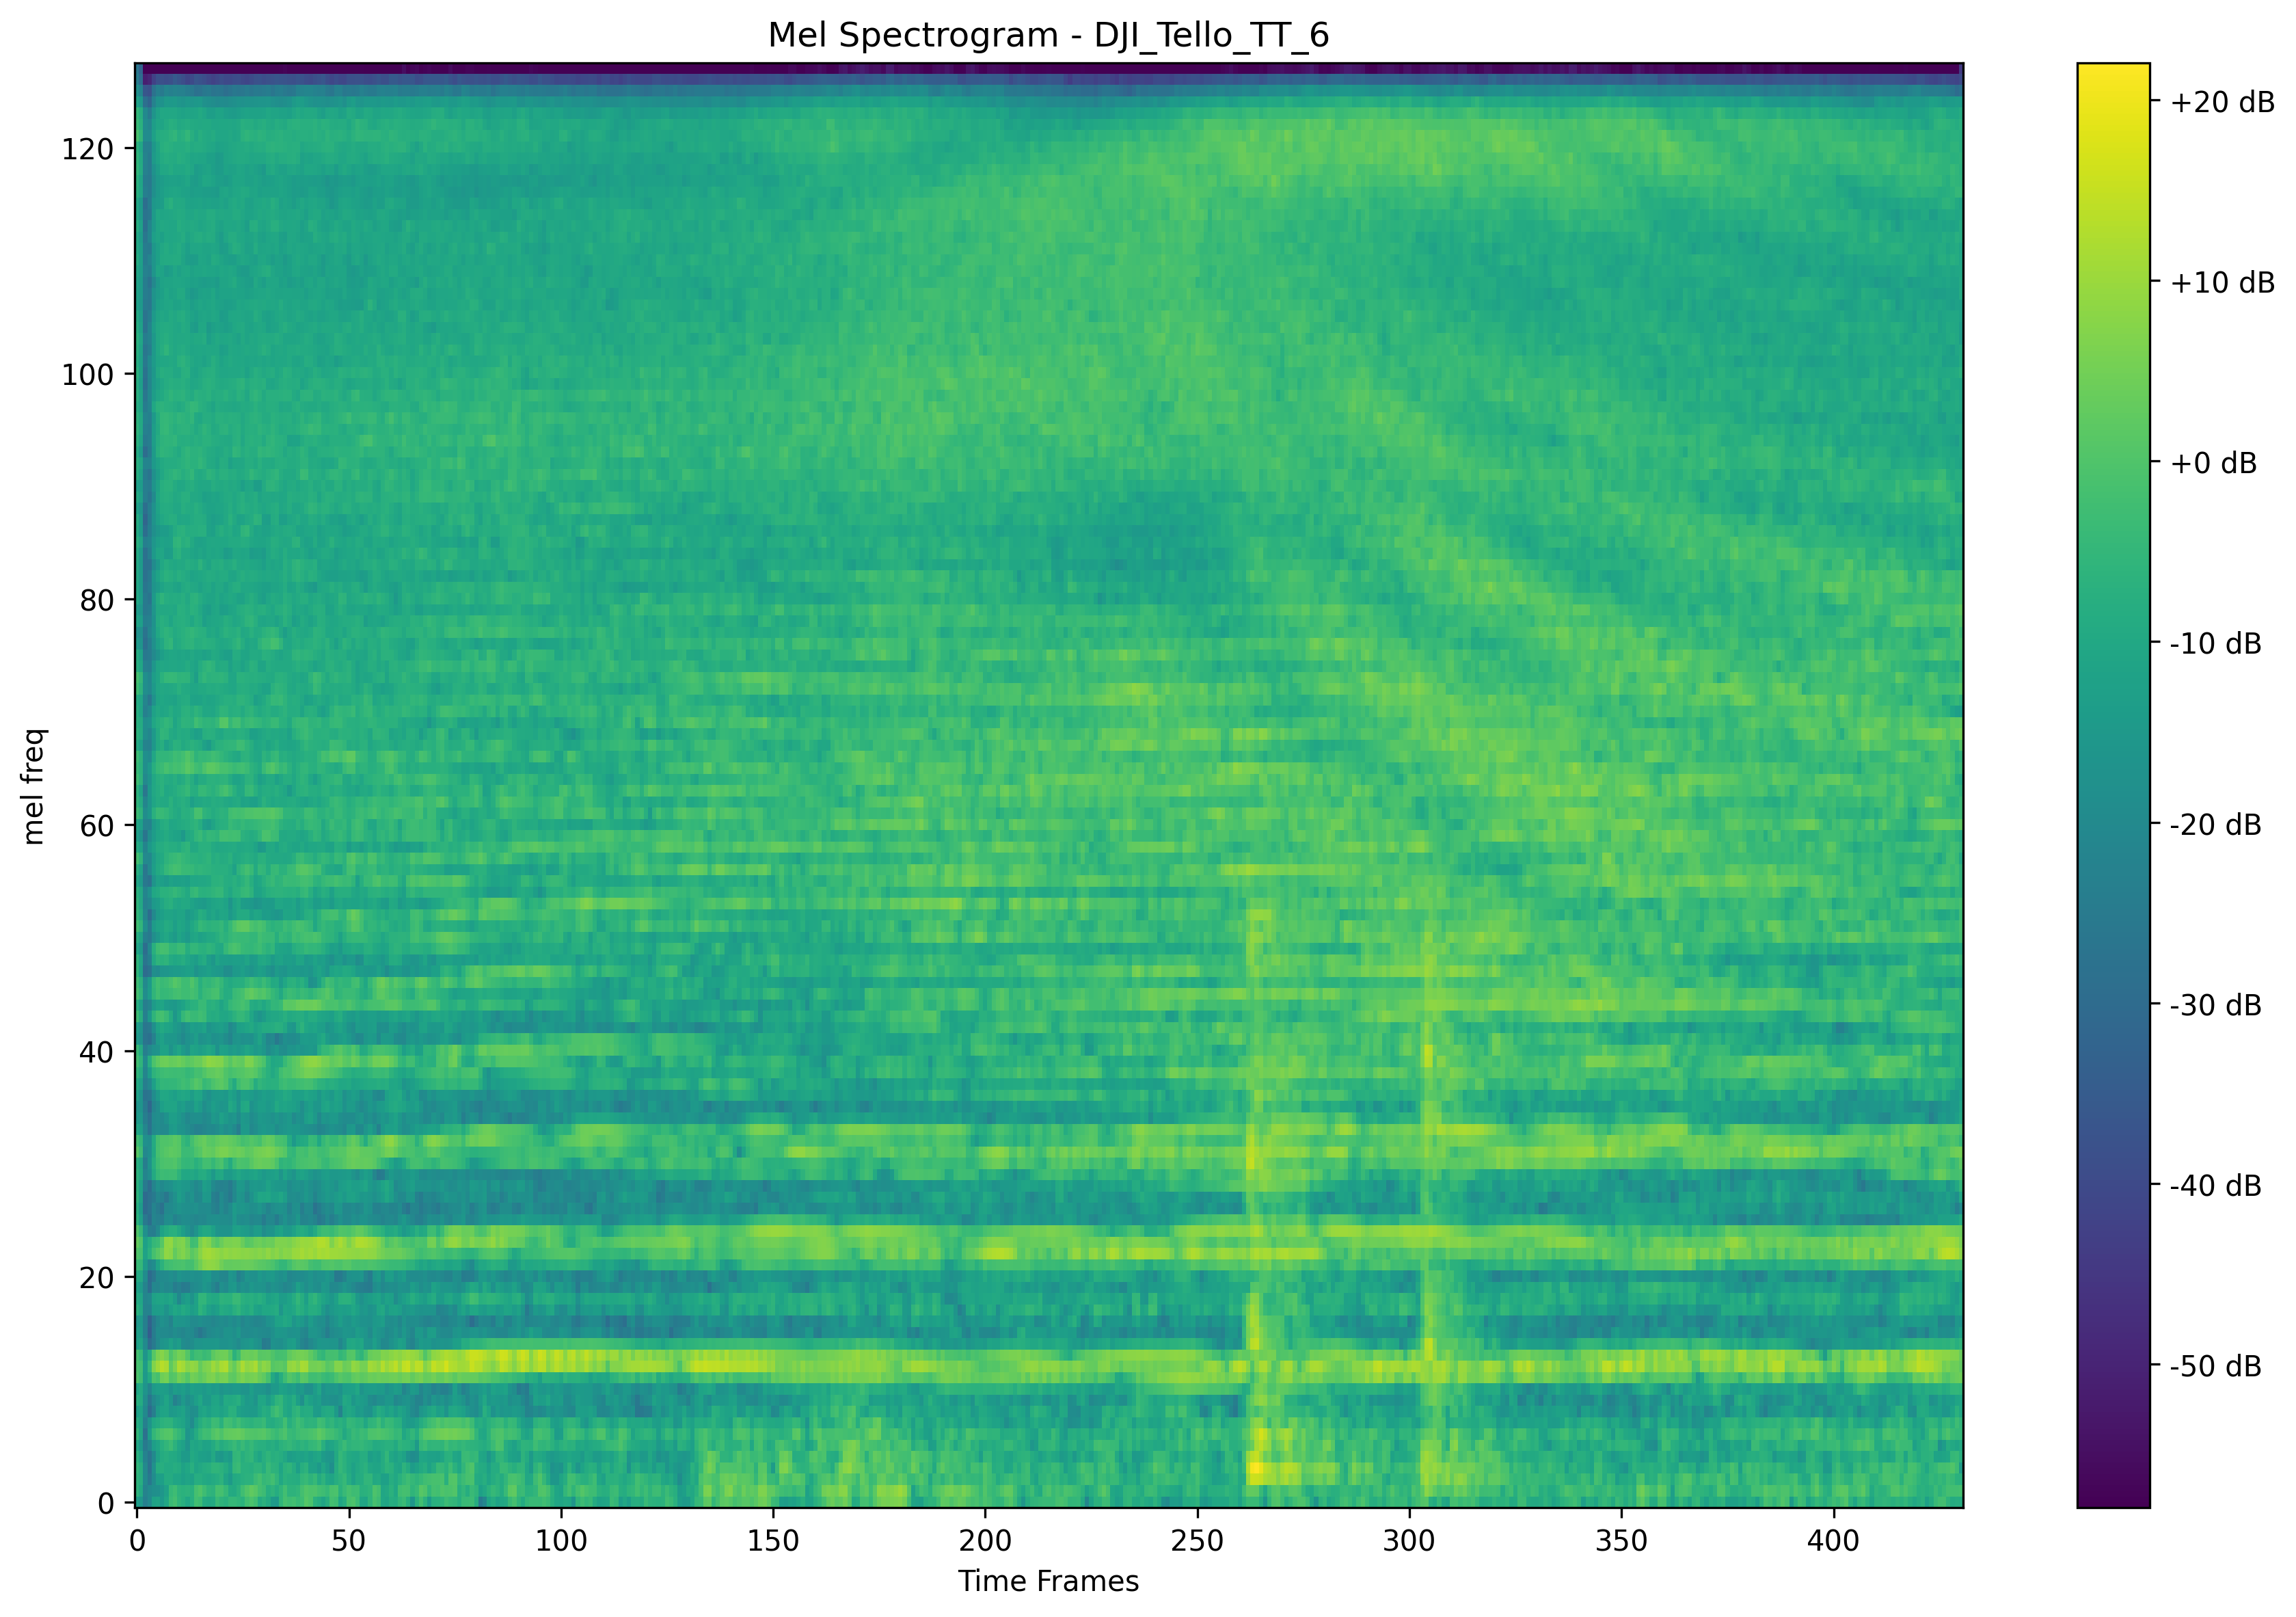 Mel Spectrogram - DJI_Tello_TT_6
mel freq
120
100
80
60
40
20
0
0 50 100 150 200 250 300 350 400
Time Frames
+20 dB
+10 dB
+0 dB
-10 dB
-20 dB
-30 dB
-40 dB
-50 dB